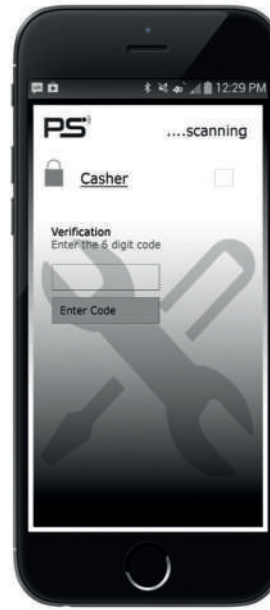 12:29 PM
PS
....scanning
Casher
Verification
Enter the 6 digit code
Enter Code